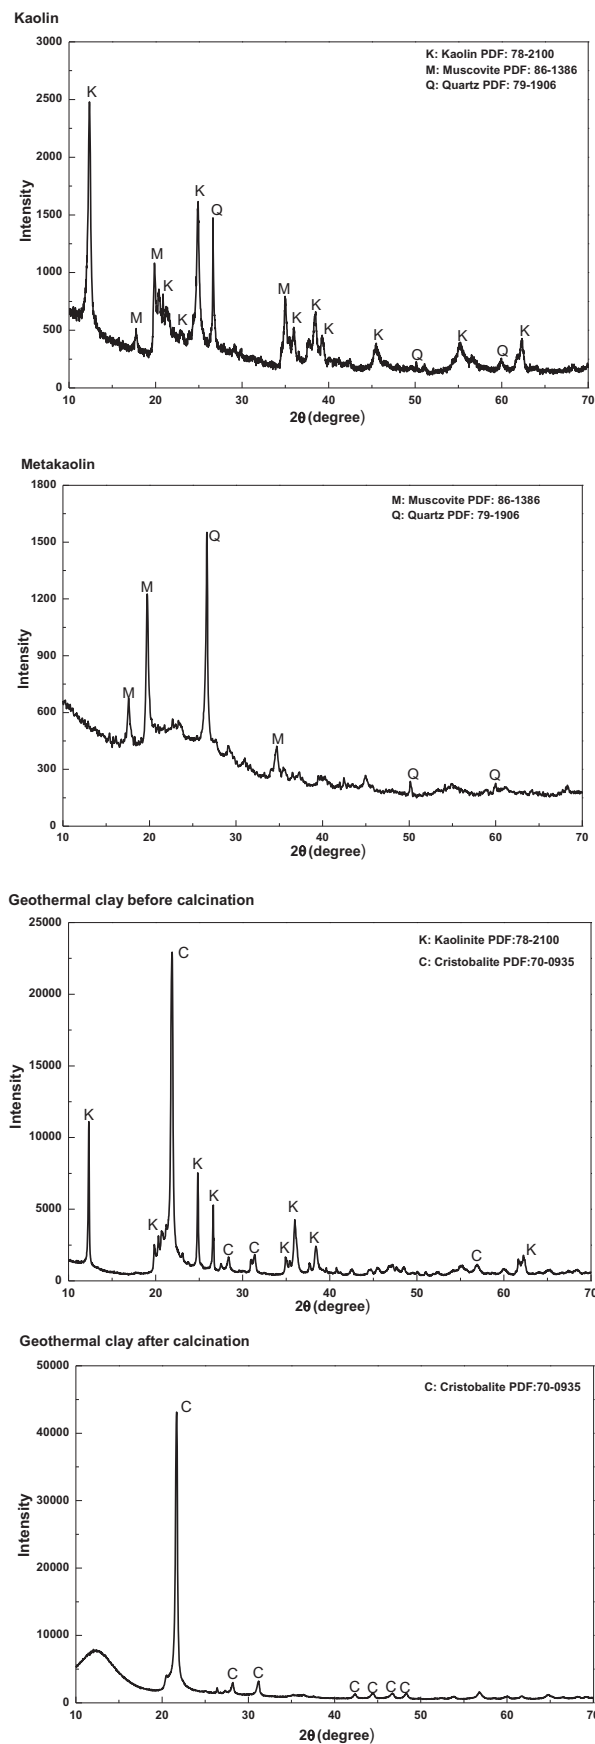 Kaolin
3000
K: Kaolin PDF: 78-2100
M: Muscovite PDF: 86-1386
Q: Quartz PDF: 79-1906
2500
K
2000
Intensity
K
1500
Q
M
1000
K
M
K
K
M
K
K
K
K
K
500
Q
Q
0
10 20 30 40 50 60 70
2θ (degree)
Metakaolin
1800
M: Muscovite PDF: 86-1386
Q: Quartz PDF: 79-1906
1500
Q
1200
M
Intensity
900
M
600
M
300
Q
Q
0
10 20 30 40 50 60 70
2θ (degree)
Geothermal clay before calcination
25000
K: Kaolinite PDF:78-2100
C
C: Cristobalite PDF:70-0935
20000
15000
Intensity
K
10000
K
K
5000
K
K
C
C
K
K
C
K
0
10 20 30 40 50 60 70
2θ (degree)
Geothermal clay after calcination
50000
C: Cristobalite PDF:70-0935
C
40000
30000
Intensity
20000
10000
C
C
C C C C
0
10 20 30 40 50 60 70
2θ (degree)